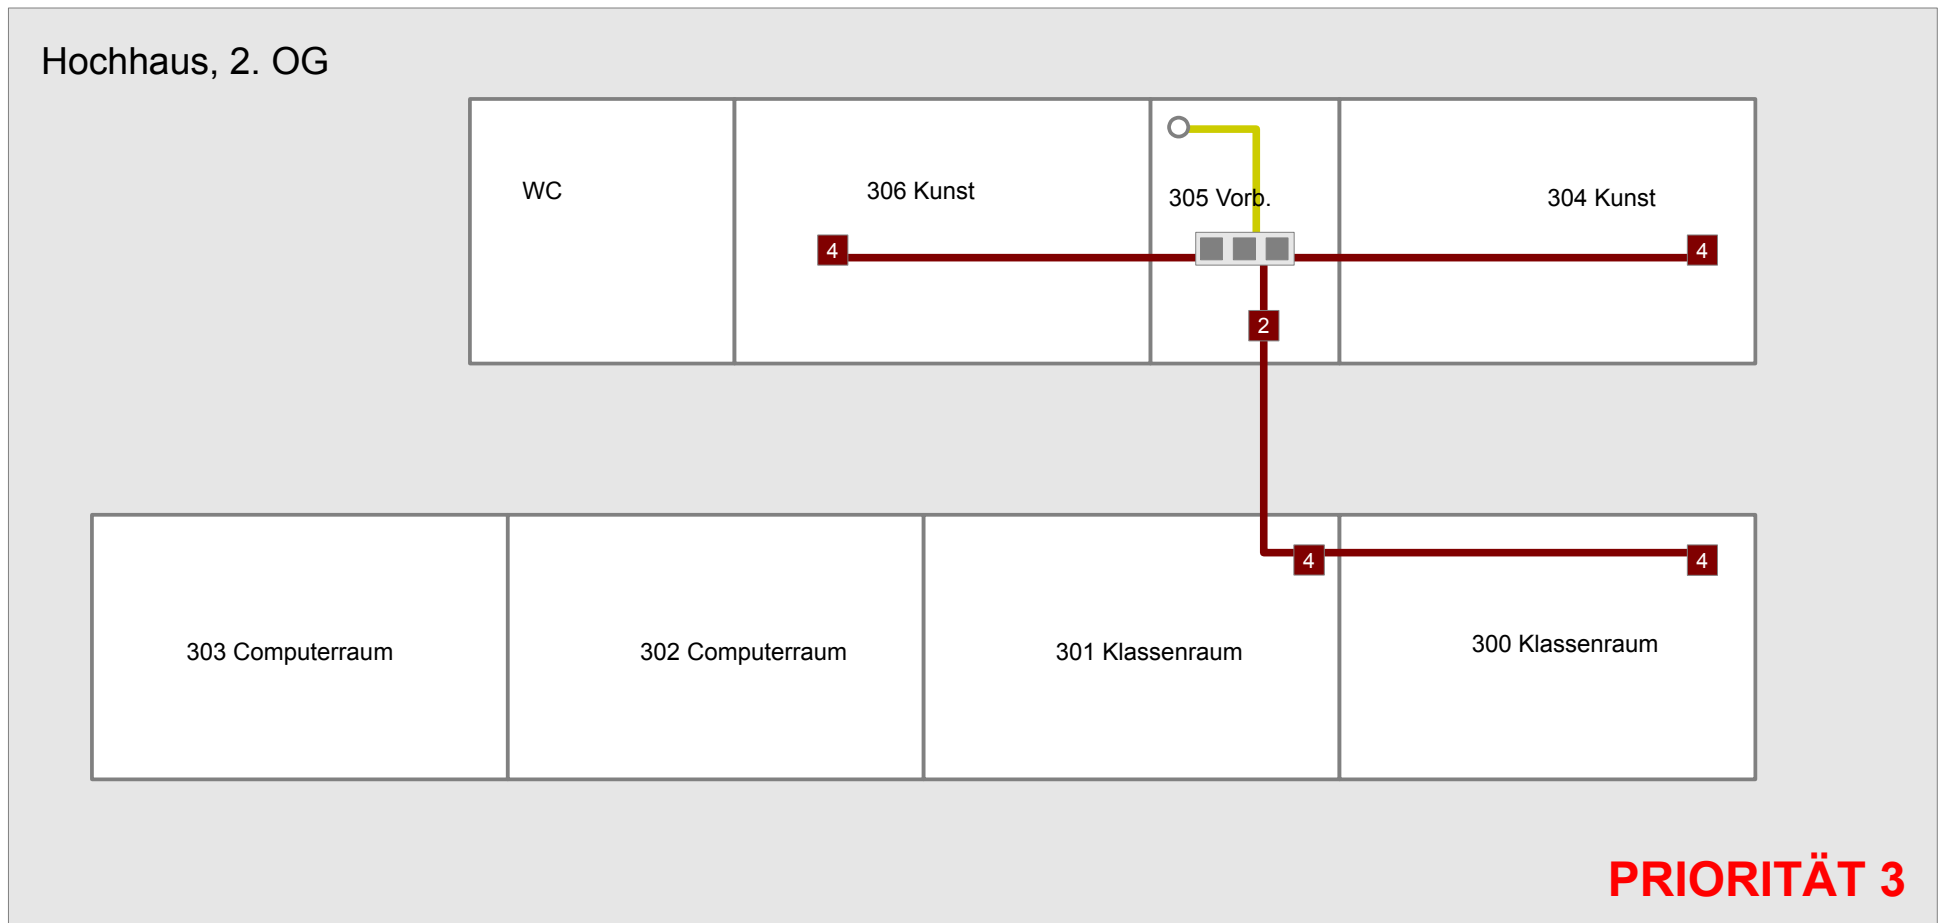 Hochhaus, 2. OG
WC
306 Kunst
305 Vorb.
304 Kunst
4
4
2
4
4
303 Computerraum
302 Computerraum
301 Klassenraum
300 Klassenraum
PRIORITÄT 3